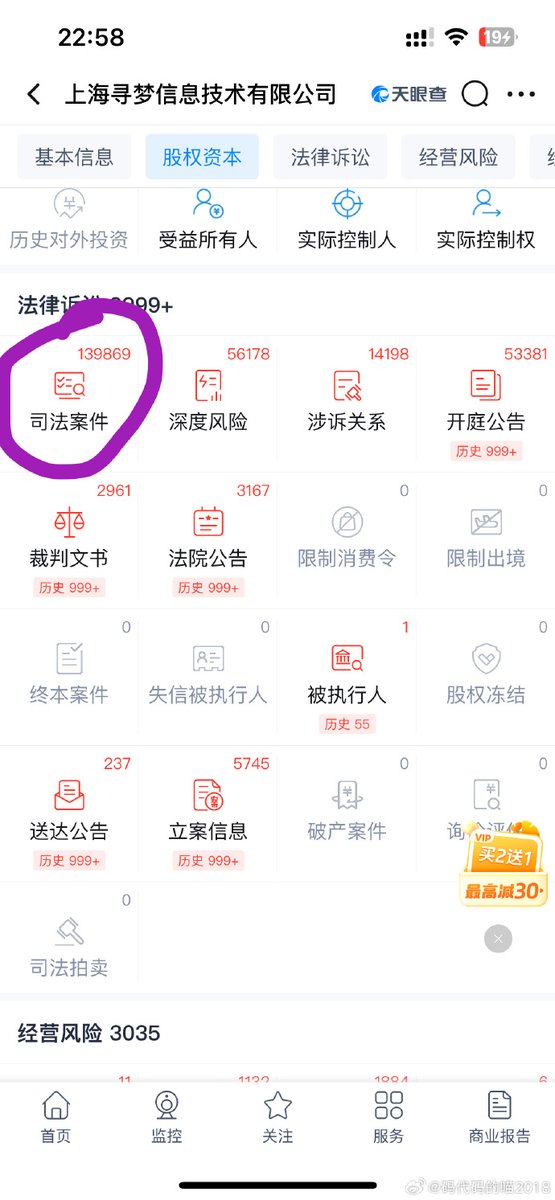 22:58
19
上海寻梦信息技术有限公司
天眼查
基本信息 股权资本 法律诉讼 经营风险
历史对外投资 受益所有人 实际控制人 实际控制权
法律诉讼 9999+
139869 56178 14198 53381
司法案件 深度风险 涉诉关系 开庭公告
历史 999+
2961 3167 0 0
裁判文书 法院公告 限制消费令 限制出境
历史 999+ 历史 999+
0 0 1 0
终本案件 失信被执行人 被执行人 股权冻结
历史 55
237 5745 0 0
送达公告 立案信息 破产案件 询
历史 999+ 历史 999+
VIP
买2送1
最高减30
0
司法拍卖
经营风险 3035
11 1132 1884 6
首页 监控 关注 服务 商业报告
@码代码的喵2018